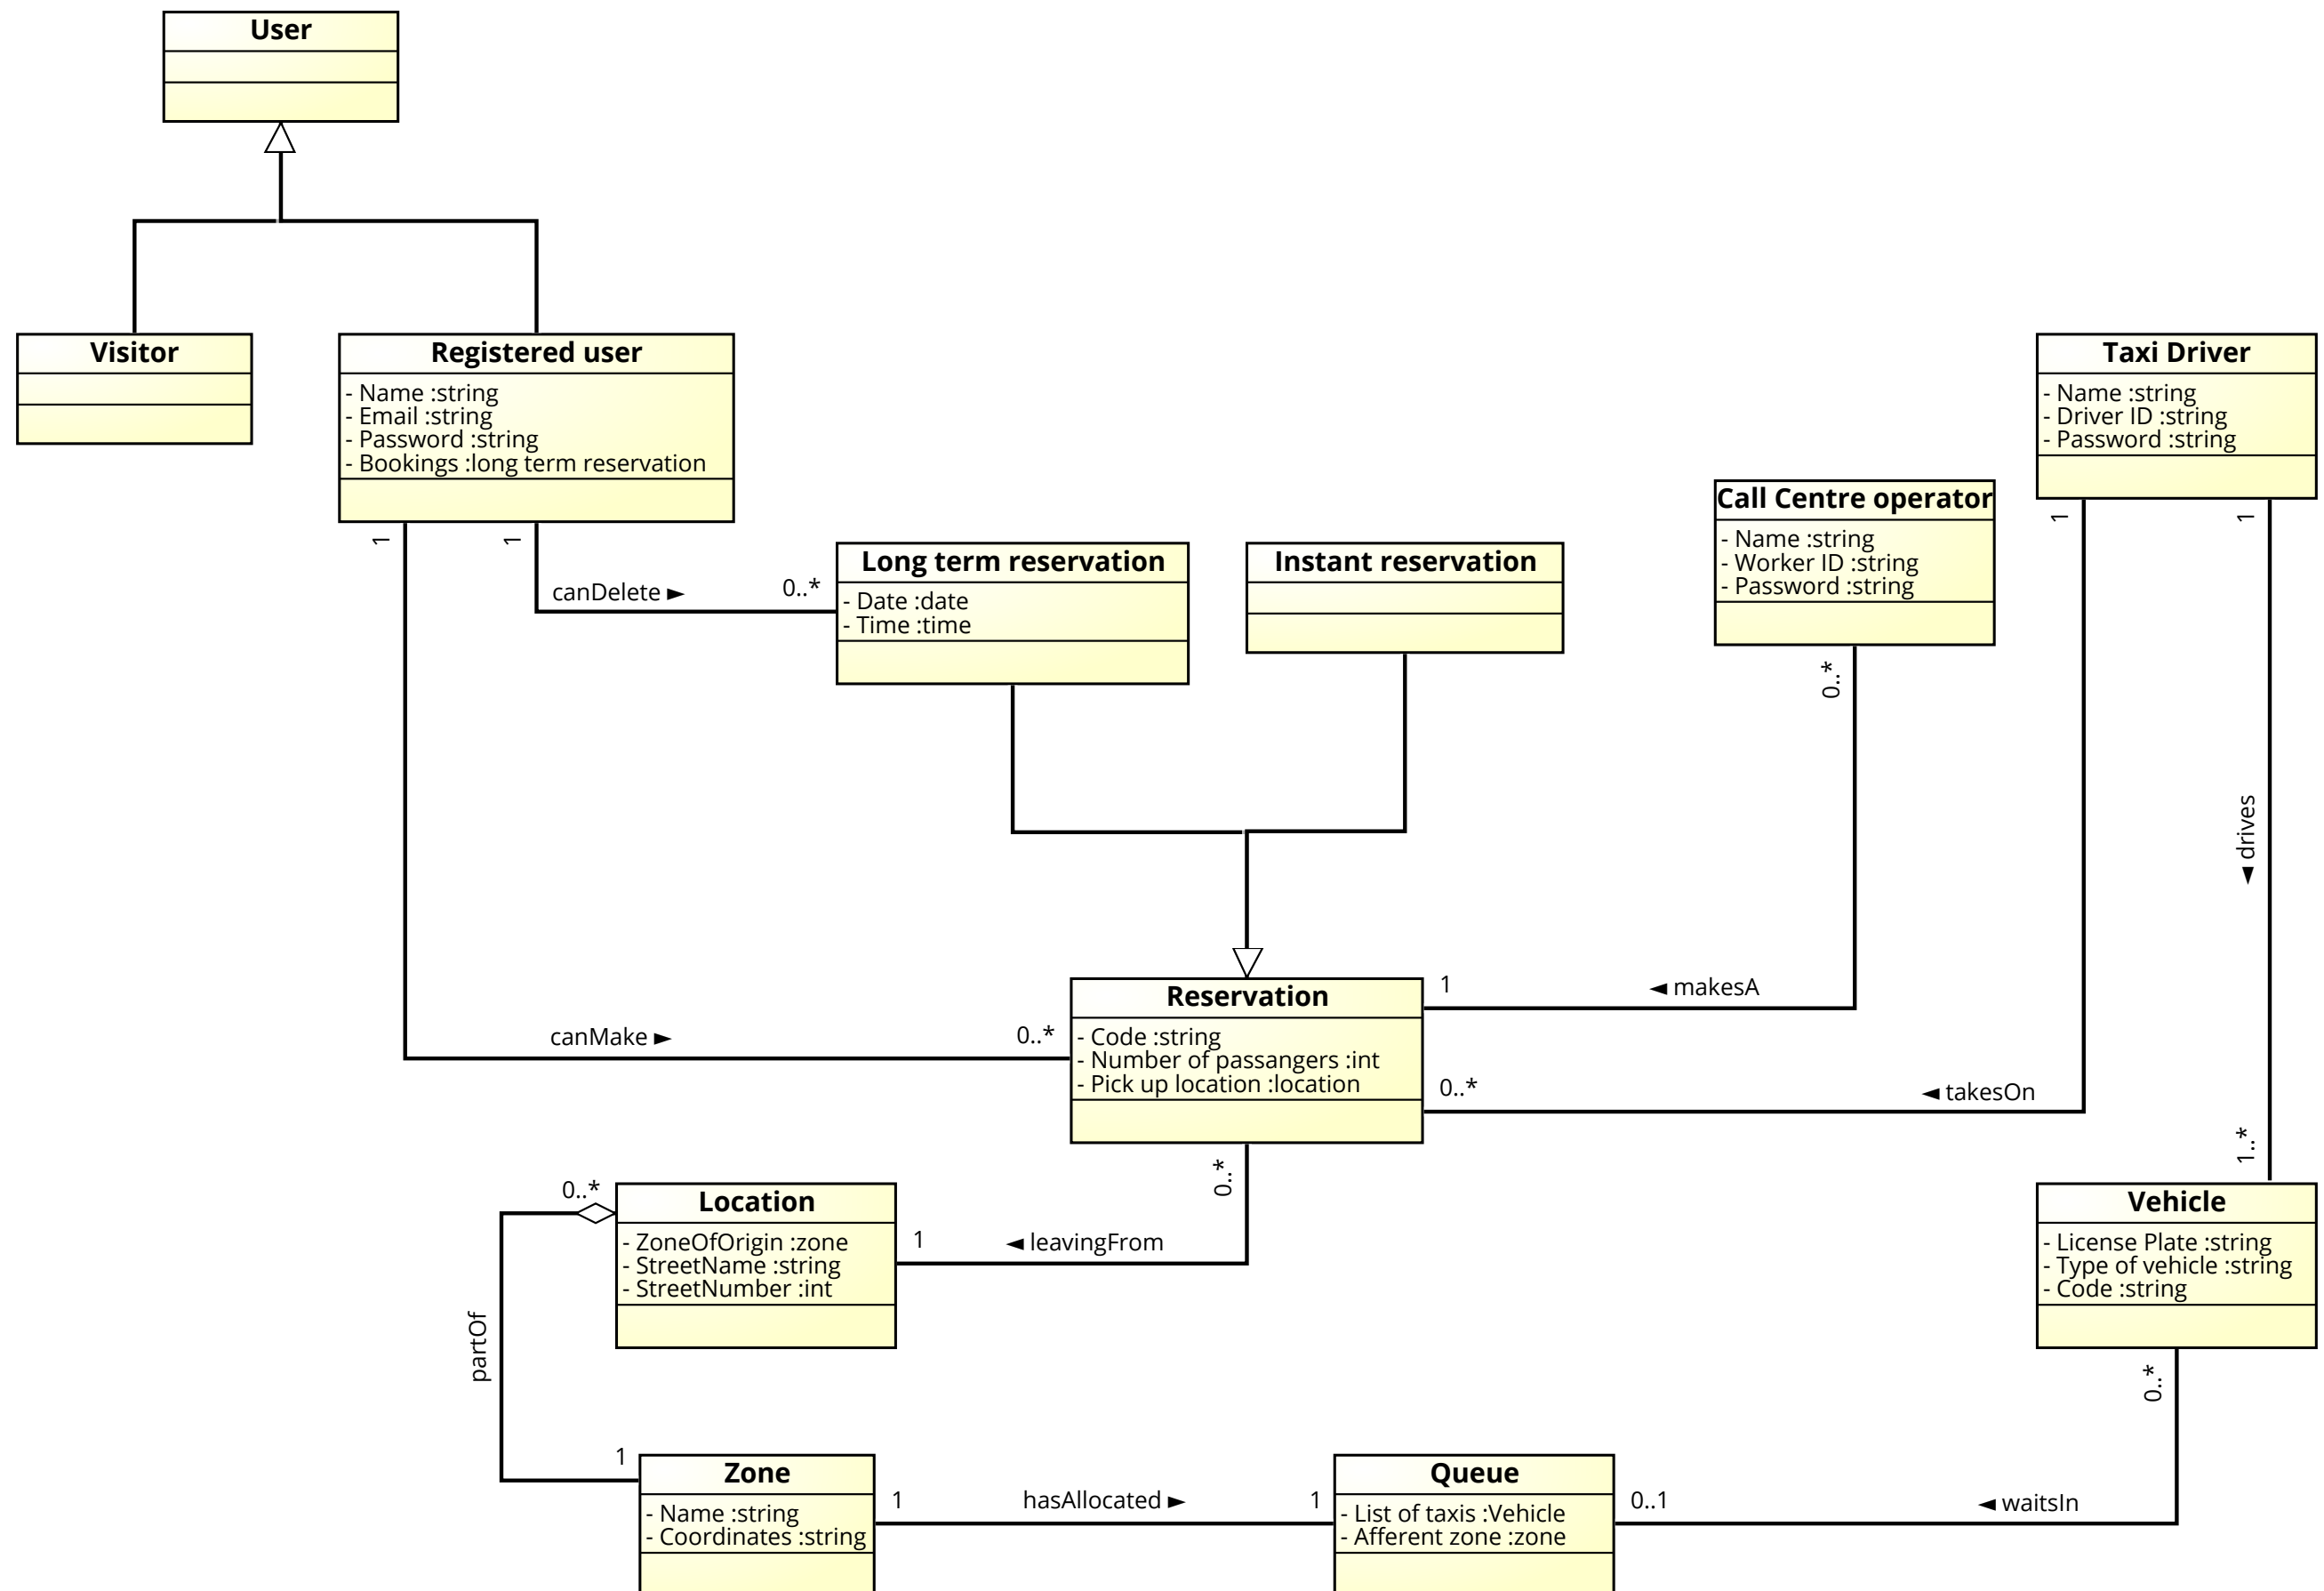 User
Visitor
Registered user
- Name :string
- Email :string
- Password :string
- Bookings :long term reservation
Taxi Driver
- Name :string
- Driver ID :string
- Password :string
Call Centre operator
- Name :string
- Worker ID :string
- Password :string
1
1
canDelete ►
0..*
Long term reservation
- Date :date
- Time :time
Instant reservation
1
1
0..*
◄ drives
canMake ►
0..*
Reservation
- Code :string
- Number of passangers :int
- Pick up location :location
1
◄ makesA
0..*
◄ takesOn
1..*
0..*
0..*
Location
- ZoneOfOrigin :zone
- StreetName :string
- StreetNumber :int
1
◄ leavingFrom
Vehicle
- License Plate :string
- Type of vehicle :string
- Code :string
partOf
0..*
1
Zone
- Name :string
- Coordinates :string
1
hasAllocated ►
1
Queue
- List of taxis :Vehicle
- Afferent zone :zone
0..1
◄ waitsIn